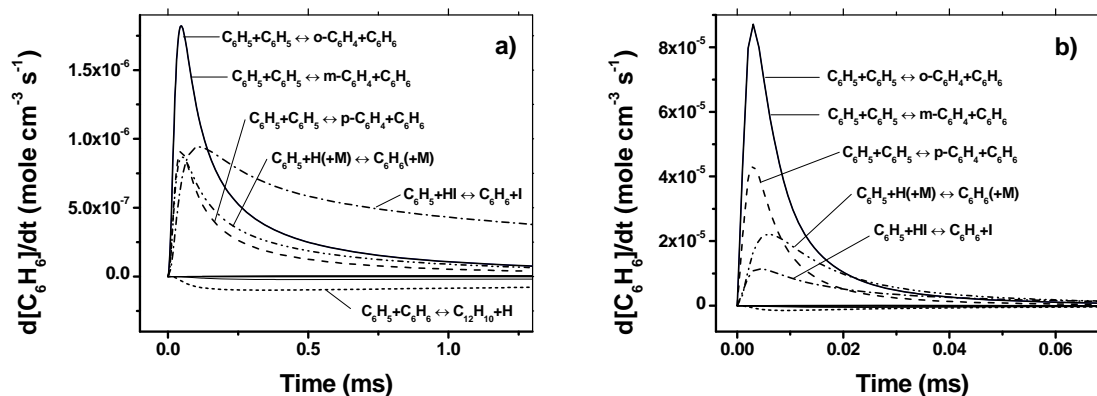 a)
C₆H₅+C₆H₅ ↔ o-C₆H₄+C₆H₆
C₆H₅+C₆H₅ ↔ m-C₆H₄+C₆H₆
C₆H₅+C₆H₅ ↔ p-C₆H₄+C₆H₆
C₆H₅+H(+M) ↔ C₆H₆(+M)
C₆H₅+HI ↔ C₆H₆+I
C₆H₅+C₆H₆ ↔ C₁₂H₁₀+H
1.5x10⁻⁶
1.0x10⁻⁶
5.0x10⁻⁷
0.0
d[C₆H₆]/dt (mole cm⁻³ s⁻¹)
0.0 0.5 1.0
Time (ms)
b)
C₆H₅+C₆H₅ ↔ o-C₆H₄+C₆H₆
C₆H₅+C₆H₅ ↔ m-C₆H₄+C₆H₆
C₆H₅+C₆H₅ ↔ p-C₆H₄+C₆H₆
C₆H₅+H(+M) ↔ C₆H₆(+M)
C₆H₅+HI ↔ C₆H₆+I
8x10⁻⁵
6x10⁻⁵
4x10⁻⁵
2x10⁻⁵
0
d[C₆H₆]/dt (mole cm⁻³ s⁻¹)
0.00 0.02 0.04 0.06
Time (ms)